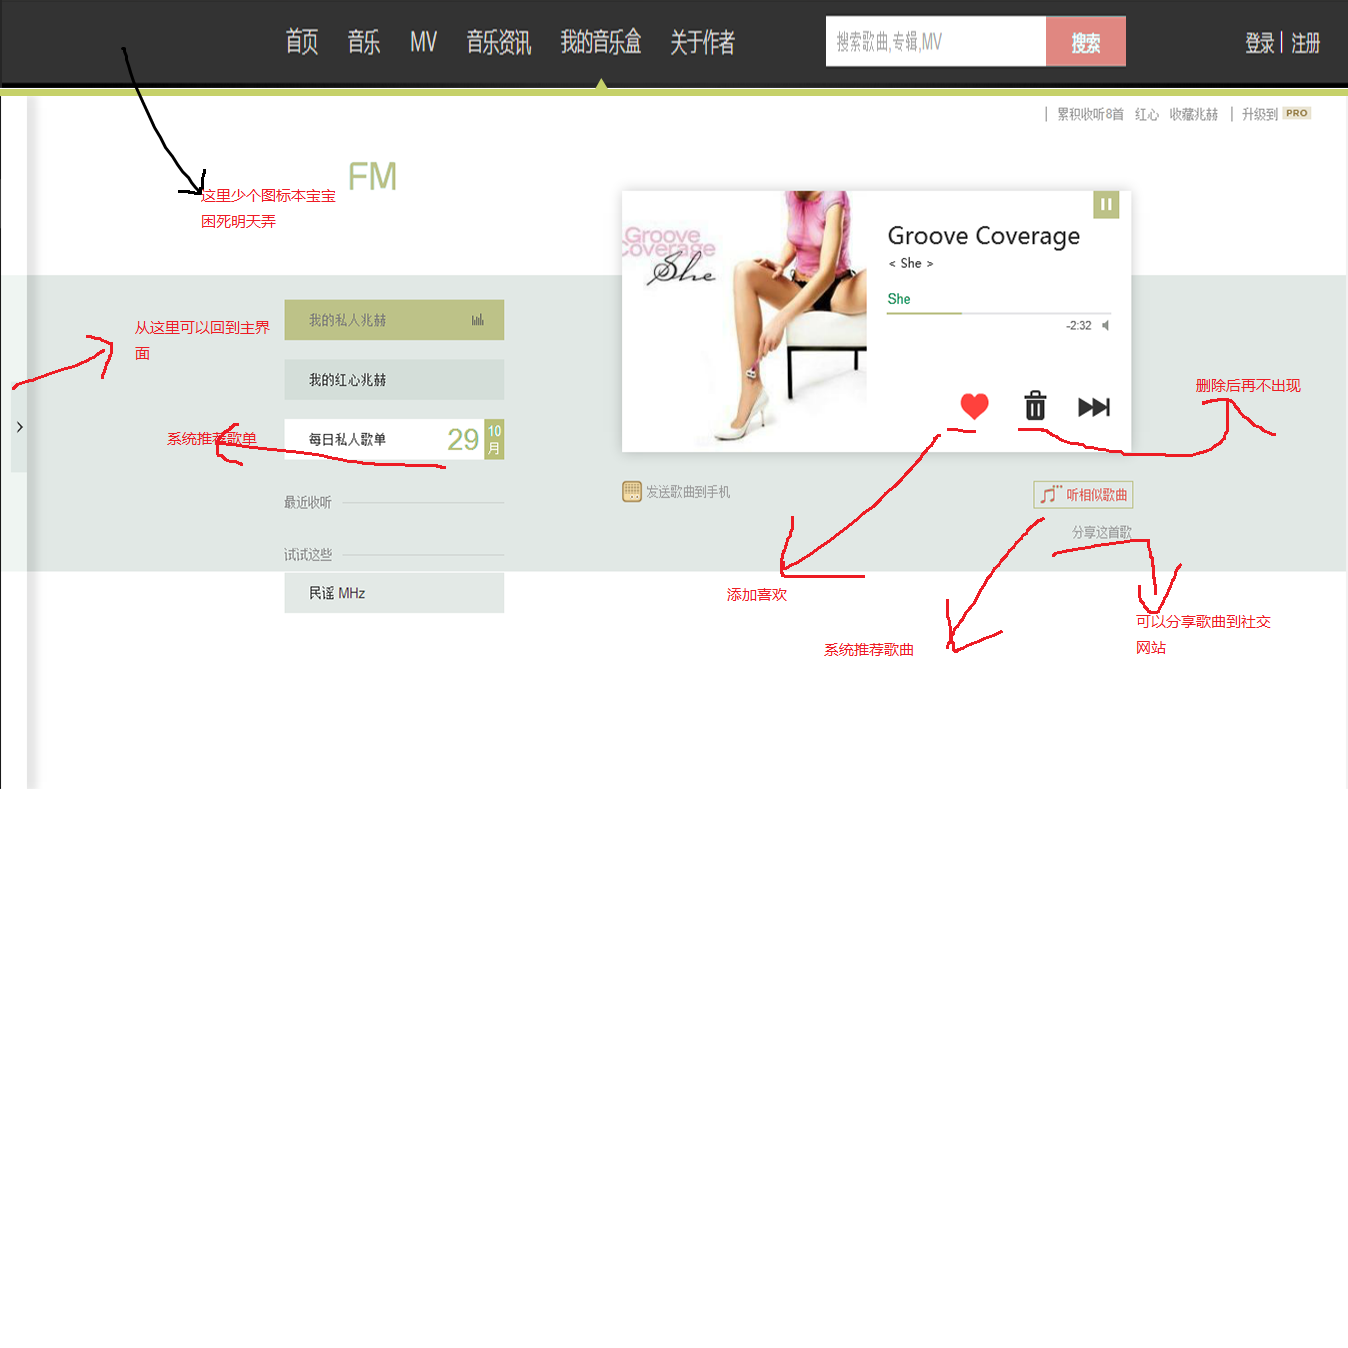 首页 音乐 MV 音乐资讯 我的音乐盒 关于作者 搜索歌曲,专辑,MV 搜索 登录 | 注册
| 累积收听8首 红心 收藏兆赫 | 升级到 PRO
FM
这里少个图标本宝宝
困死明天弄
Groove
Coverage
She
Groove Coverage
< She >
She
-2:32
我的私人兆赫
从这里可以回到主界
面
我的红心兆赫
删除后再不出现
系统推荐歌单
每日私人歌单 29 10
月
最近收听
发送歌曲到手机
听相似歌曲
分享这首歌
试试这些
民谣 MHz
添加喜欢
可以分享歌曲到社交
网站
系统推荐歌曲